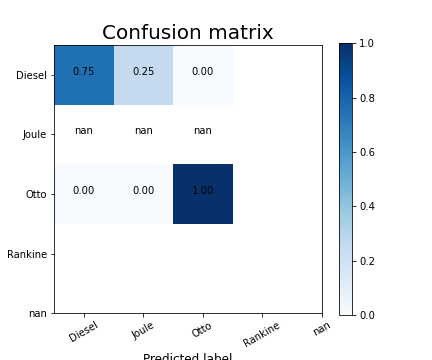 Confusion matrix
Diesel 0.75 0.25 0.00
Joule nan nan nan
Otto 0.00 0.00 1.00
Rankine
nan
Diesel Joule Otto Rankine nan
Predicted label
1.0
0.8
0.6
0.4
0.2
0.0